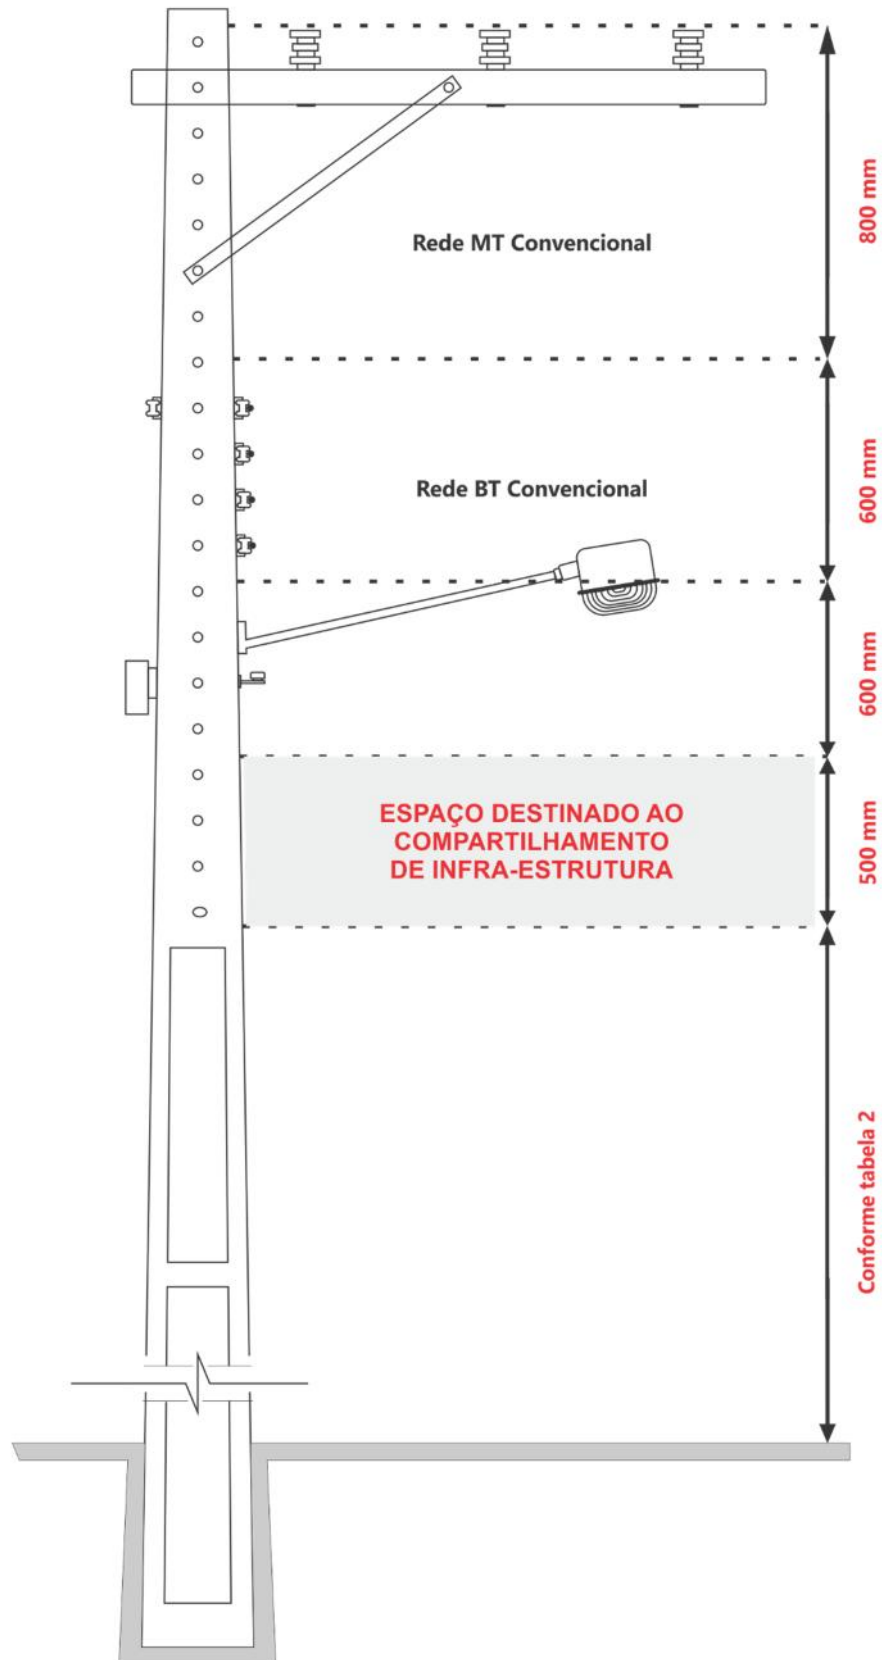 800 mm
Rede MT Convencional
600 mm
Rede BT Convencional
600 mm
ESPAÇO DESTINADO AO
COMPARTILHAMENTO
DE INFRA-ESTRUTURA
500 mm
Conforme tabela 2